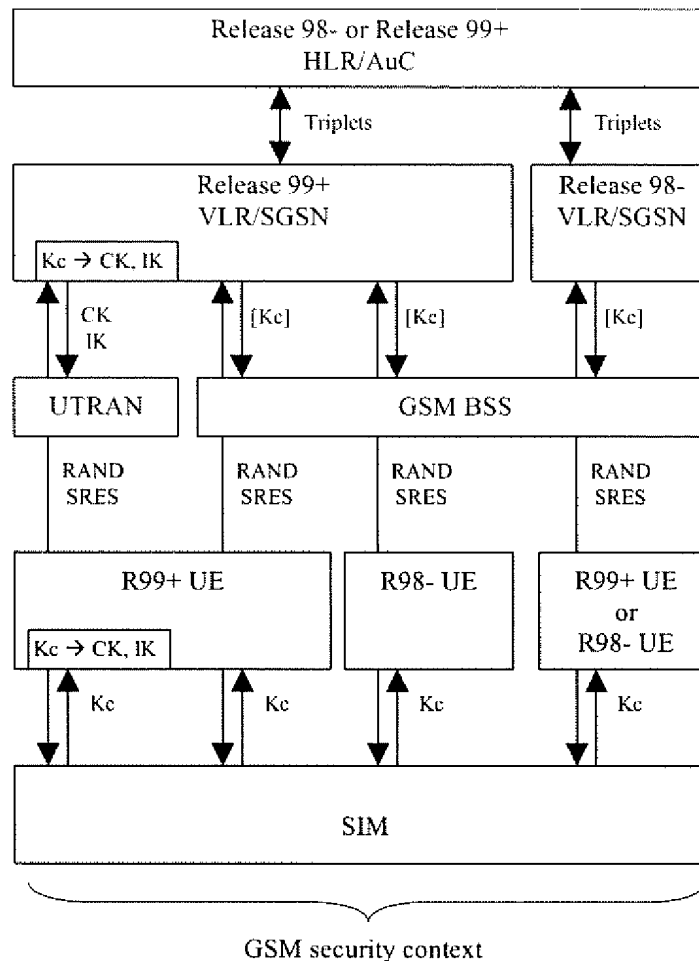 Release 98- or Release 99+
HLR/AuC
Triplets
Triplets
Release 99+
VLR/SGSN
Release 98-
VLR/SGSN
Kc → CK, IK
CK
IK
[Kc]
[Kc]
[Kc]
UTRAN
GSM BSS
RAND
SRES
RAND
SRES
RAND
SRES
RAND
SRES
R99+ UE
R98- UE
R99+ UE
or
R98- UE
Kc → CK, IK
Kc
Kc
Kc
Kc
SIM
GSM security context